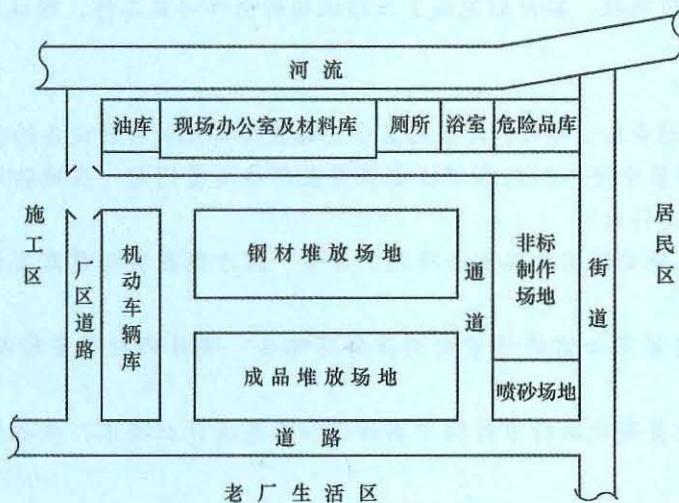 河流
油库 现场办公室及材料库 厕所 浴室 危险品库
施工区
厂区道路
机动车辆库
钢材堆放场地
成品堆放场地
通道
非标
制作
场地
喷砂场地
街道
居民区
道路
老厂生活区